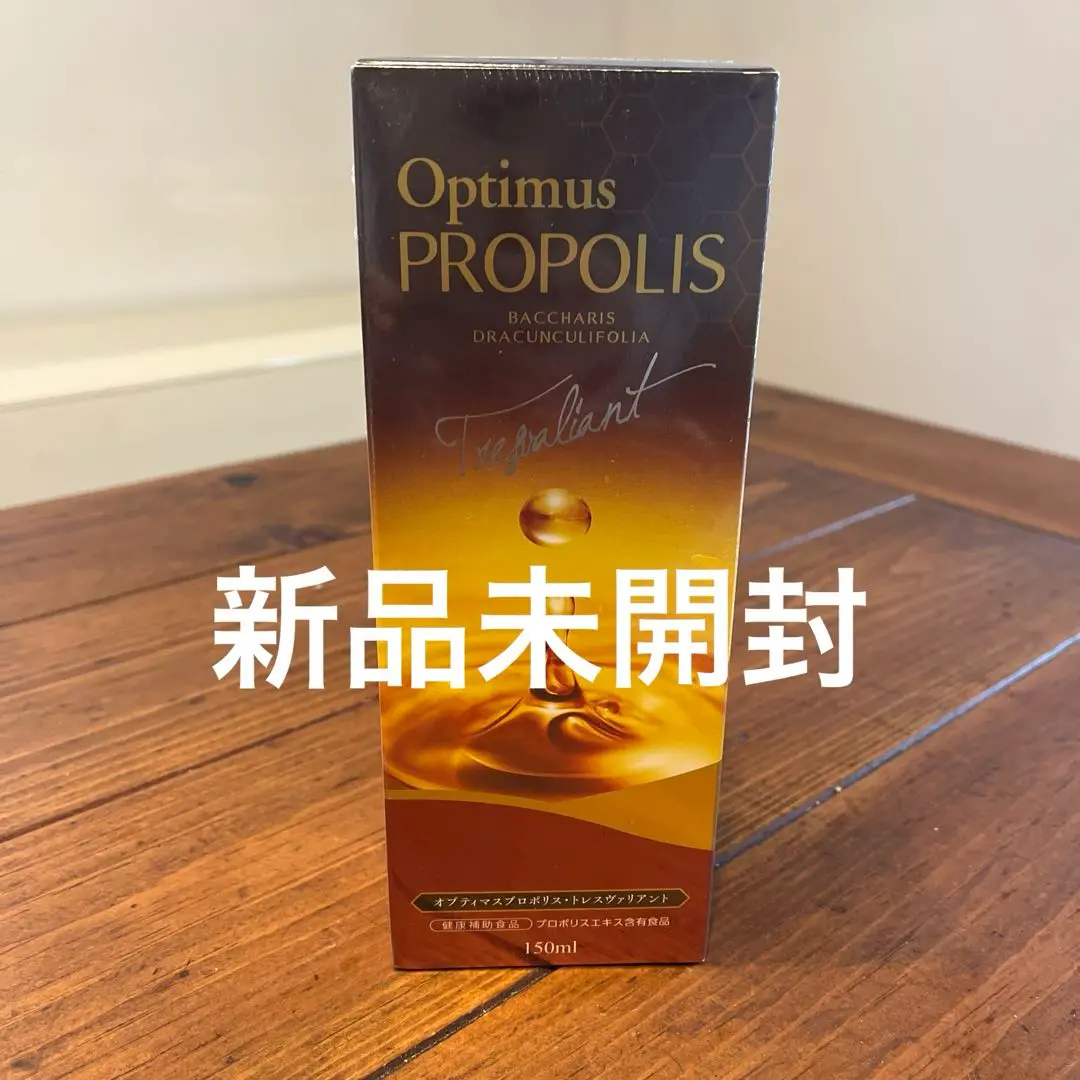 Optimus
PROPOLIS
BACCHARIS
DRACUNCULIFOLIA
Tresvaliant
新品未開封
オプティマスプロポリス・トレスヴァリアント
健康補助食品 プロポリスエキス含有食品
150ml